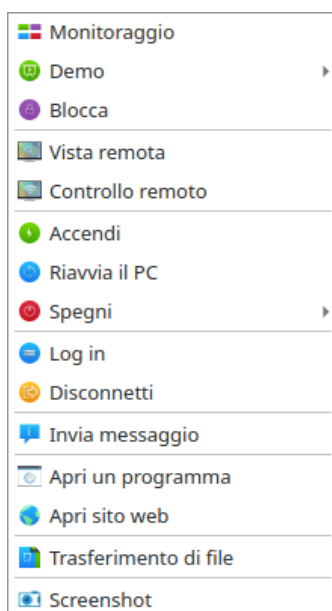 Monitoraggio
Demo
Blocca
Vista remota
Controllo remoto
Accendi
Riavvia il PC
Spegni
Log in
Disconnetti
Invia messaggio
Apri un programma
Apri sito web
Trasferimento di file
Screenshot